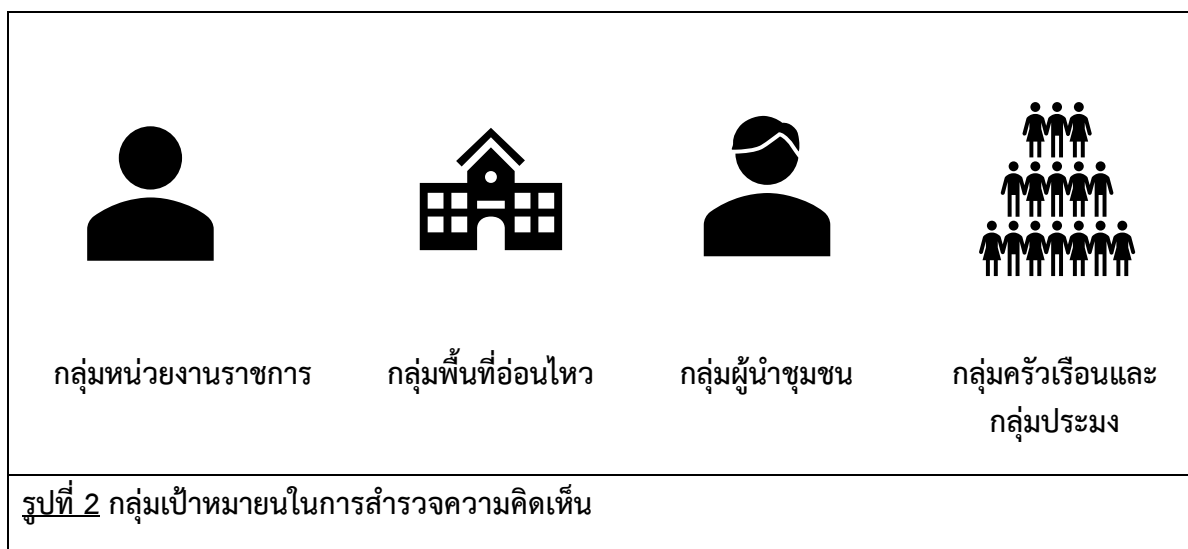 กลุ่มหน่วยงานราชการ
กลุ่มพื้นที่อ่อนไหว
กลุ่มผู้นำชุมชน
กลุ่มครัวเรือนและ
กลุ่มประมง
รูปที่ 2 กลุ่มเป้าหมายนในการสำรวจความคิดเห็น